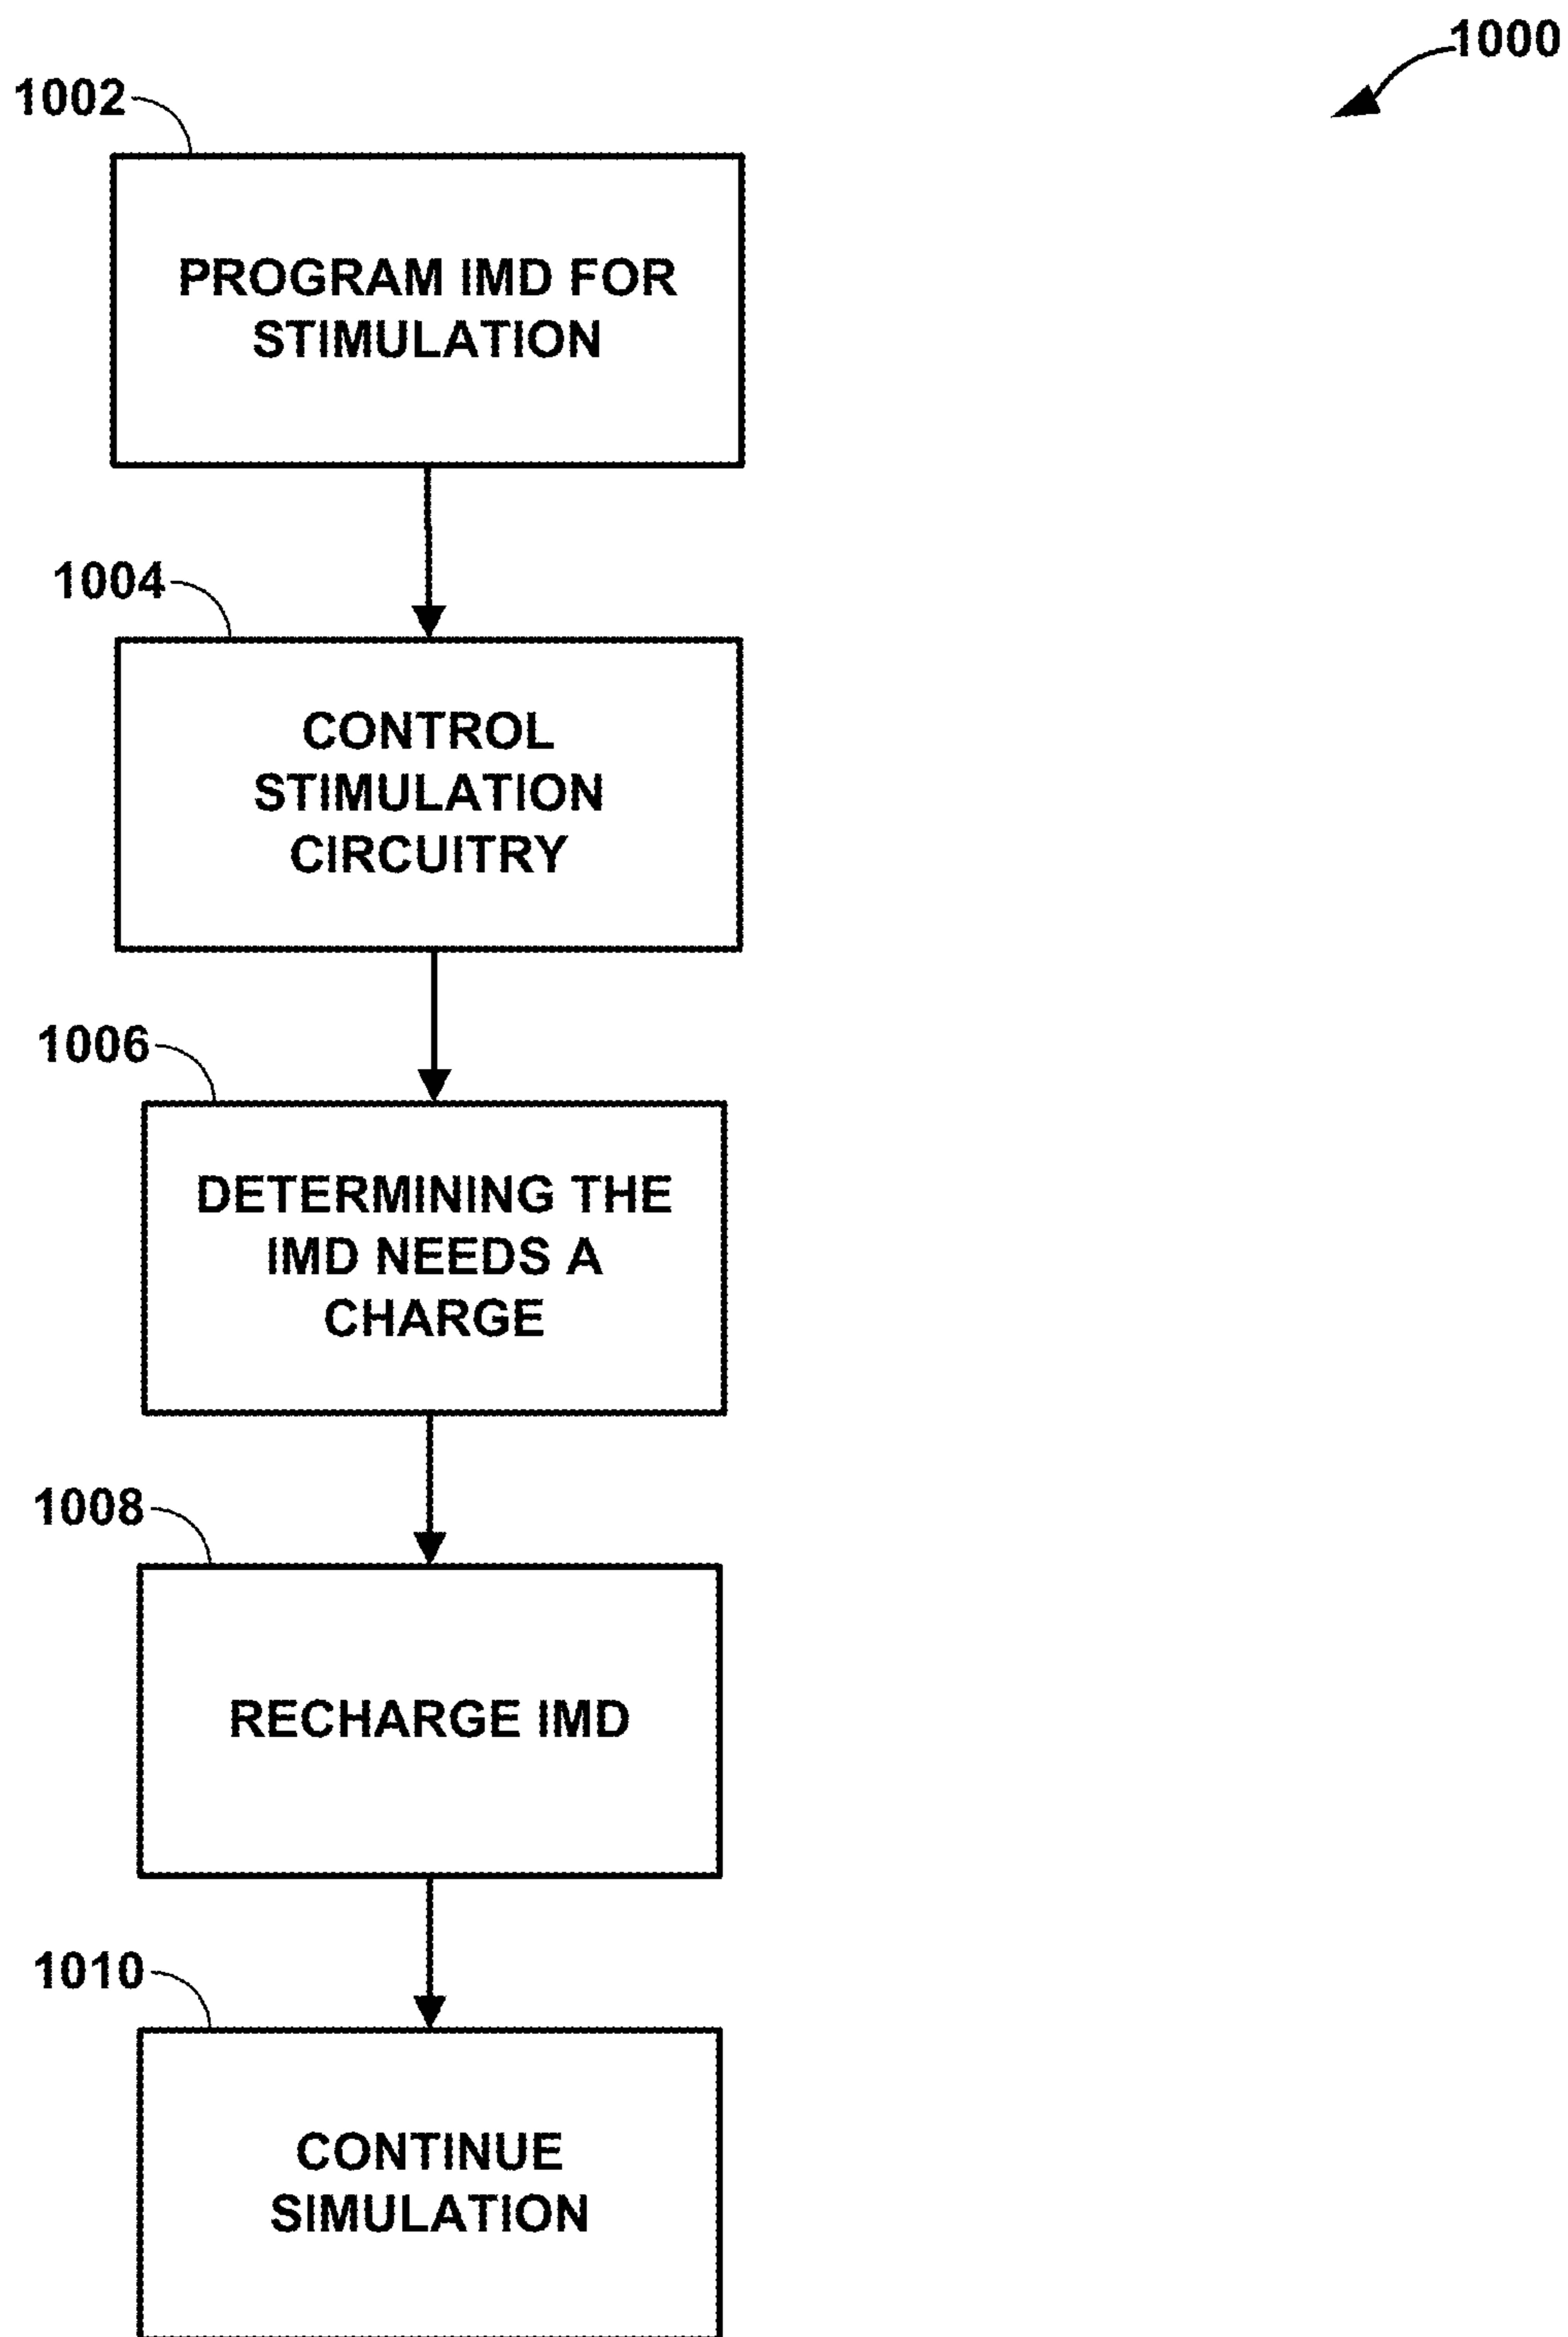 1000
1002
PROGRAM IMD FOR
STIMULATION
1004
CONTROL
STIMULATION
CIRCUITRY
1006
DETERMINING THE
IMD NEEDS A
CHARGE
1008
RECHARGE IMD
1010
CONTINUE
SIMULATION